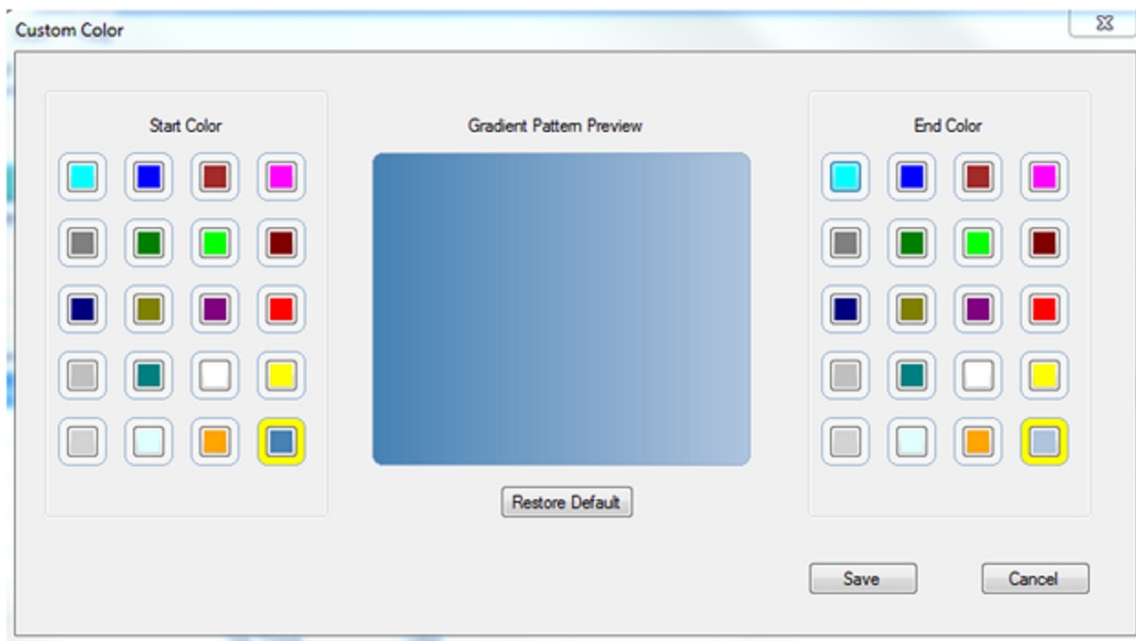 Custom Color
Start Color
Gradient Pattern Preview
End Color
Restore Default
Save
Cancel